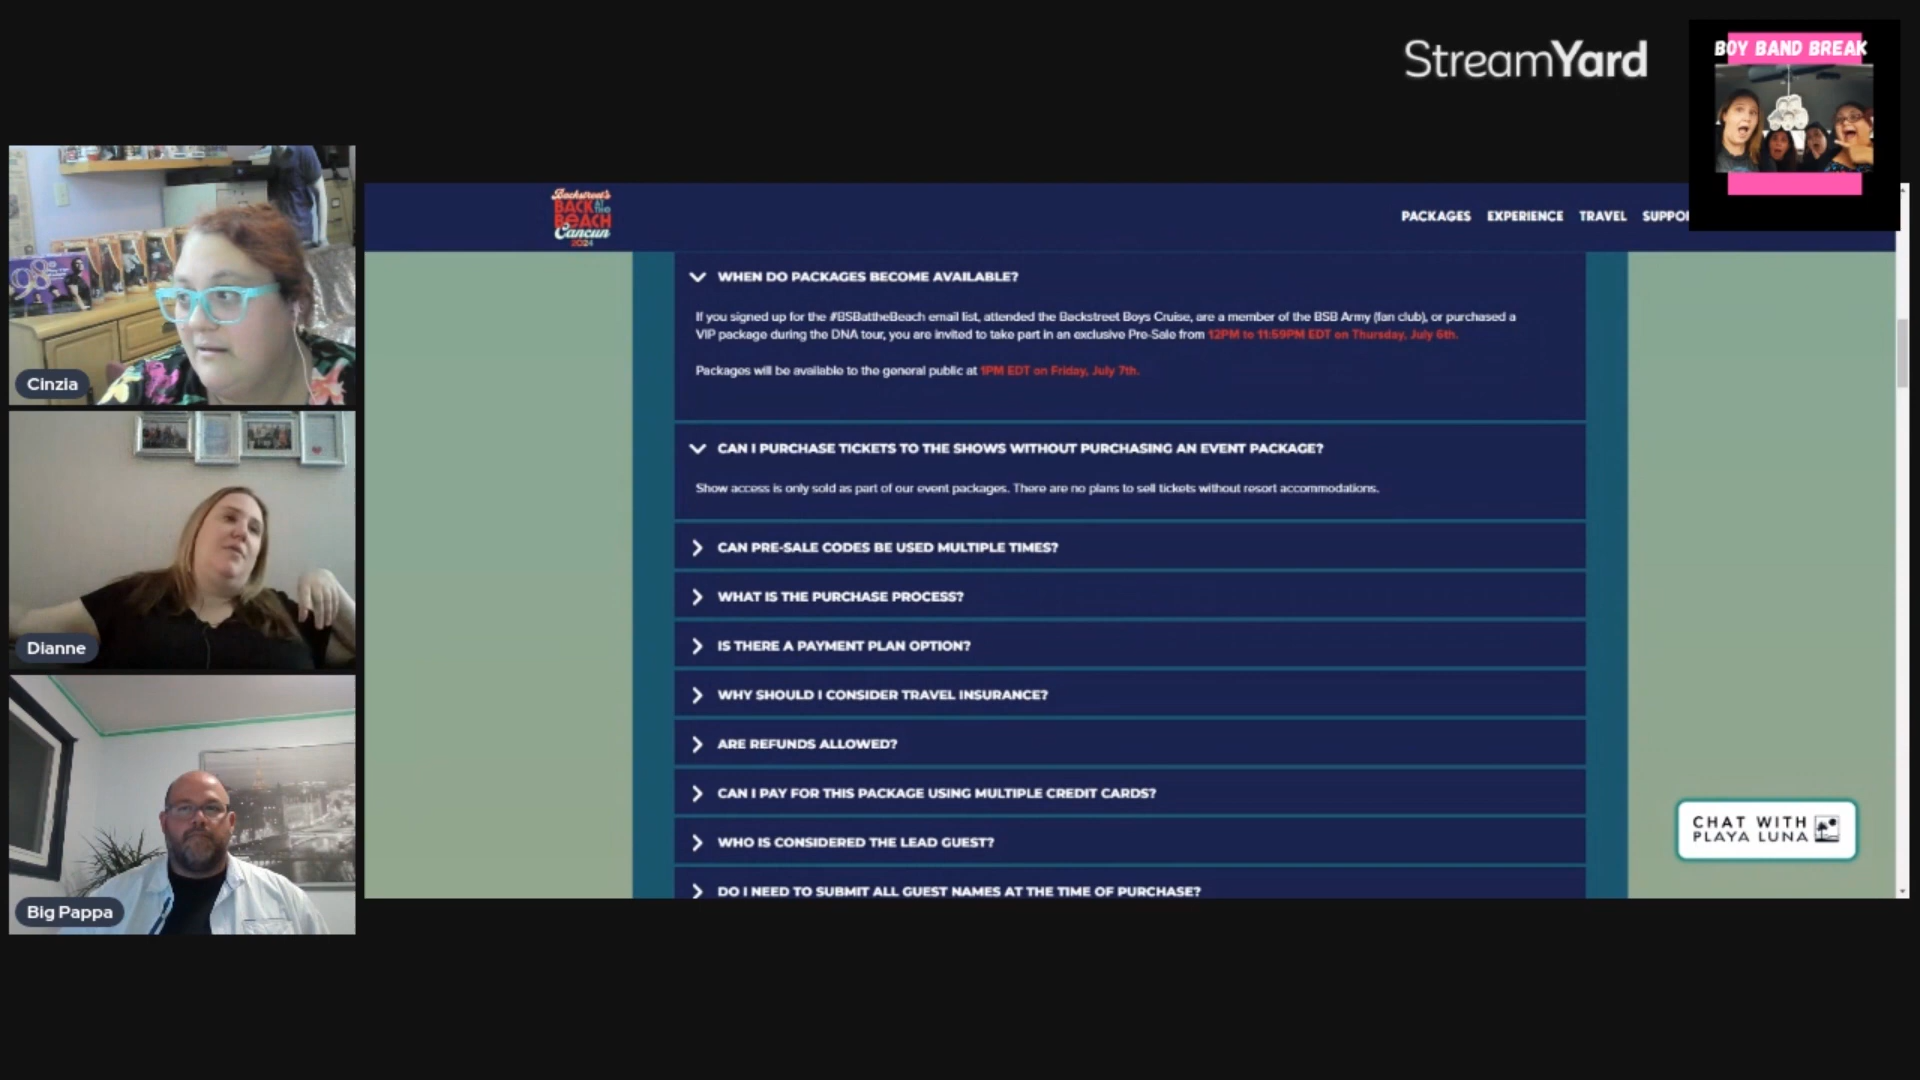 StreamYard
BOY BAND BREAK
Backstreet's
BACK AT THE
BEACH
Cancun
2024
PACKAGES EXPERIENCE TRAVEL SUPPO
98
Cinzia
Dianne
Big Pappa
WHEN DO PACKAGES BECOME AVAILABLE?
If you signed up for the #BSBattheBeach email list, attended the Backstreet Boys Cruise, are a member of the BSB Army (fan club), or purchased a
VIP package during the DNA tour, you are invited to take part in an exclusive Pre-Sale from 12PM to 11:59PM EDT on Thursday, July 6th.
Packages will be available to the general public at 1PM EDT on Friday, July 7th.
CAN I PURCHASE TICKETS TO THE SHOWS WITHOUT PURCHASING AN EVENT PACKAGE?
Show access is only sold as part of our event packages. There are no plans to sell tickets without resort accommodations.
CAN PRE-SALE CODES BE USED MULTIPLE TIMES?
WHAT IS THE PURCHASE PROCESS?
IS THERE A PAYMENT PLAN OPTION?
WHY SHOULD I CONSIDER TRAVEL INSURANCE?
ARE REFUNDS ALLOWED?
CAN I PAY FOR THIS PACKAGE USING MULTIPLE CREDIT CARDS?
WHO IS CONSIDERED THE LEAD GUEST?
DO I NEED TO SUBMIT ALL GUEST NAMES AT THE TIME OF PURCHASE?
CHAT WITH
PLAYA LUNA